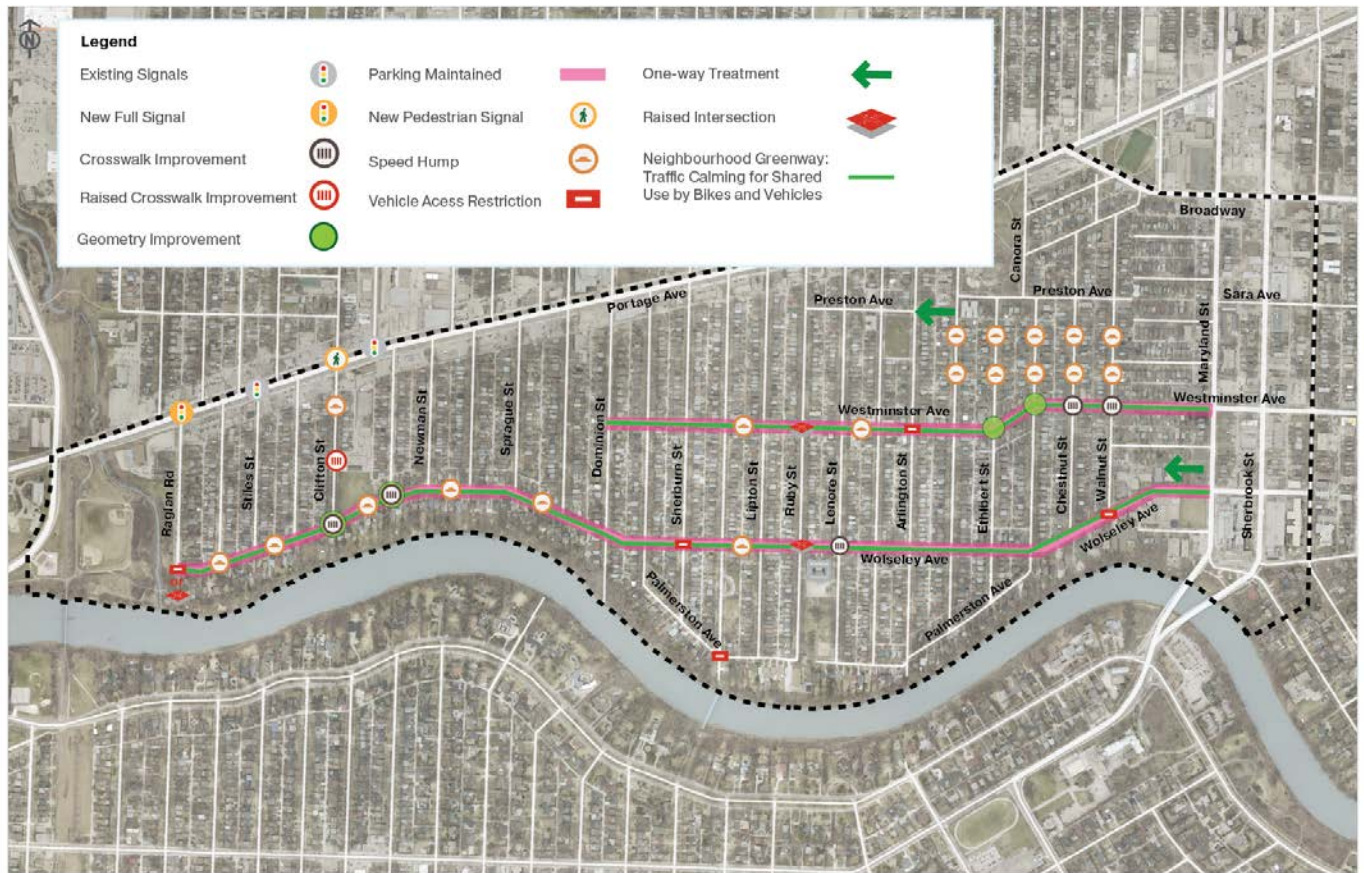 N
Legend
Existing Signals
Parking Maintained
One-way Treatment
New Full Signal
New Pedestrian Signal
Raised Intersection
Crosswalk Improvement
Speed Hump
Neighbourhood Greenway:
Traffic Calming for Shared
Use by Bikes and Vehicles
Raised Crosswalk Improvement
Vehicle Acess Restriction
Geometry Improvement
Broadway
Canora St
Portage Ave
Preston Ave
Preston Ave
Sara Ave
Maryland St
Westminster Ave
Westminster Ave
Newman St
Sprague St
Dominion St
Raglan Rd
Stiles St
Clifton St
Sherburn St
Lipton St
Ruby St
Lenore St
Arlington St
Ethlbert St
Chestnut St
Walnut St
Sherbrook St
Wolseley Ave
Wolseley Ave
or
Palmerston Ave
Palmerston Ave